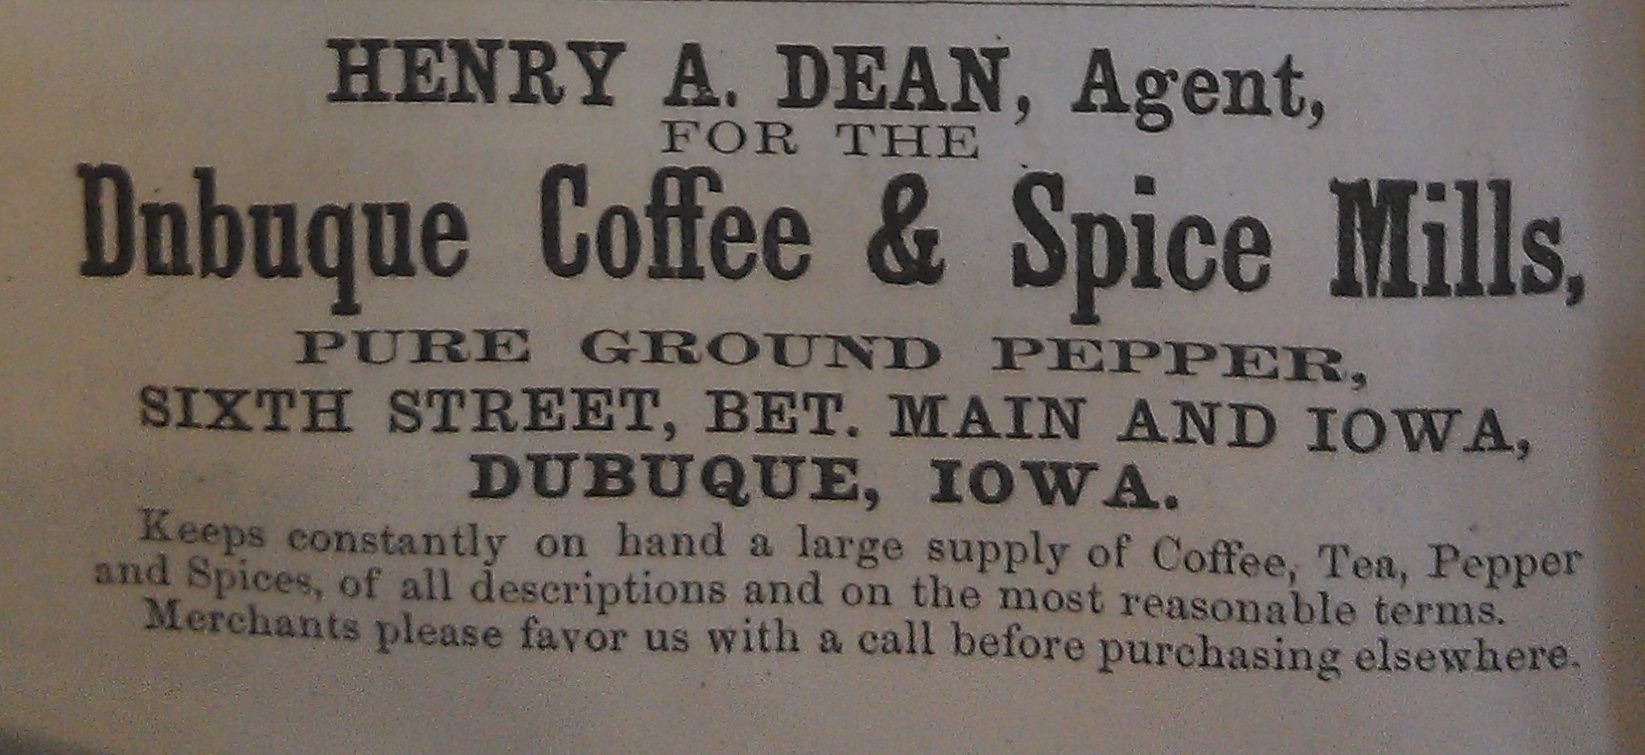 HENRY A. DEAN, Agent,
FOR THE
Dnbuque Coffee & Spice Mills,
PURE GROUND PEPPER,
SIXTH STREET, BET. MAIN AND IOWA,
DUBUQUE, IOWA.
Keeps constantly on hand a large supply of Coffee, Tea, Pepper
and Spices, of all descriptions and on the most reasonable terms.
Merchants please favor us with a call before purchasing elsewhere.